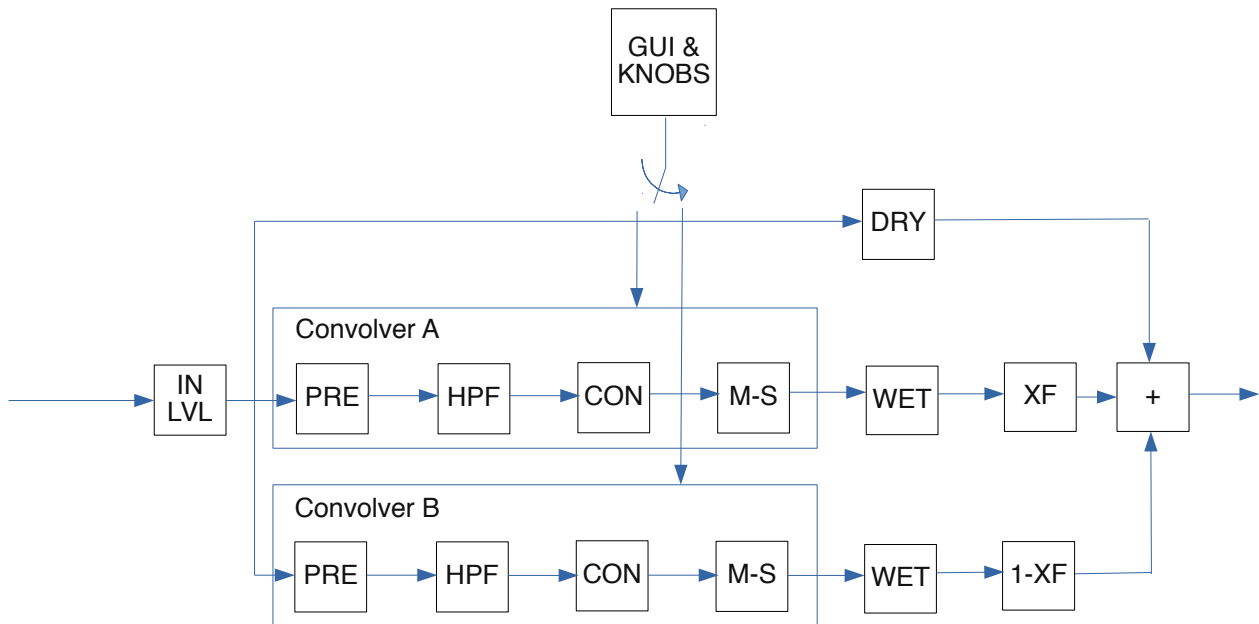 GUI &
KNOBS
DRY
Convolver A
IN
LVL
PRE
HPF
CON
M-S
WET
XF
+
Convolver B
PRE
HPF
CON
M-S
WET
1-XF